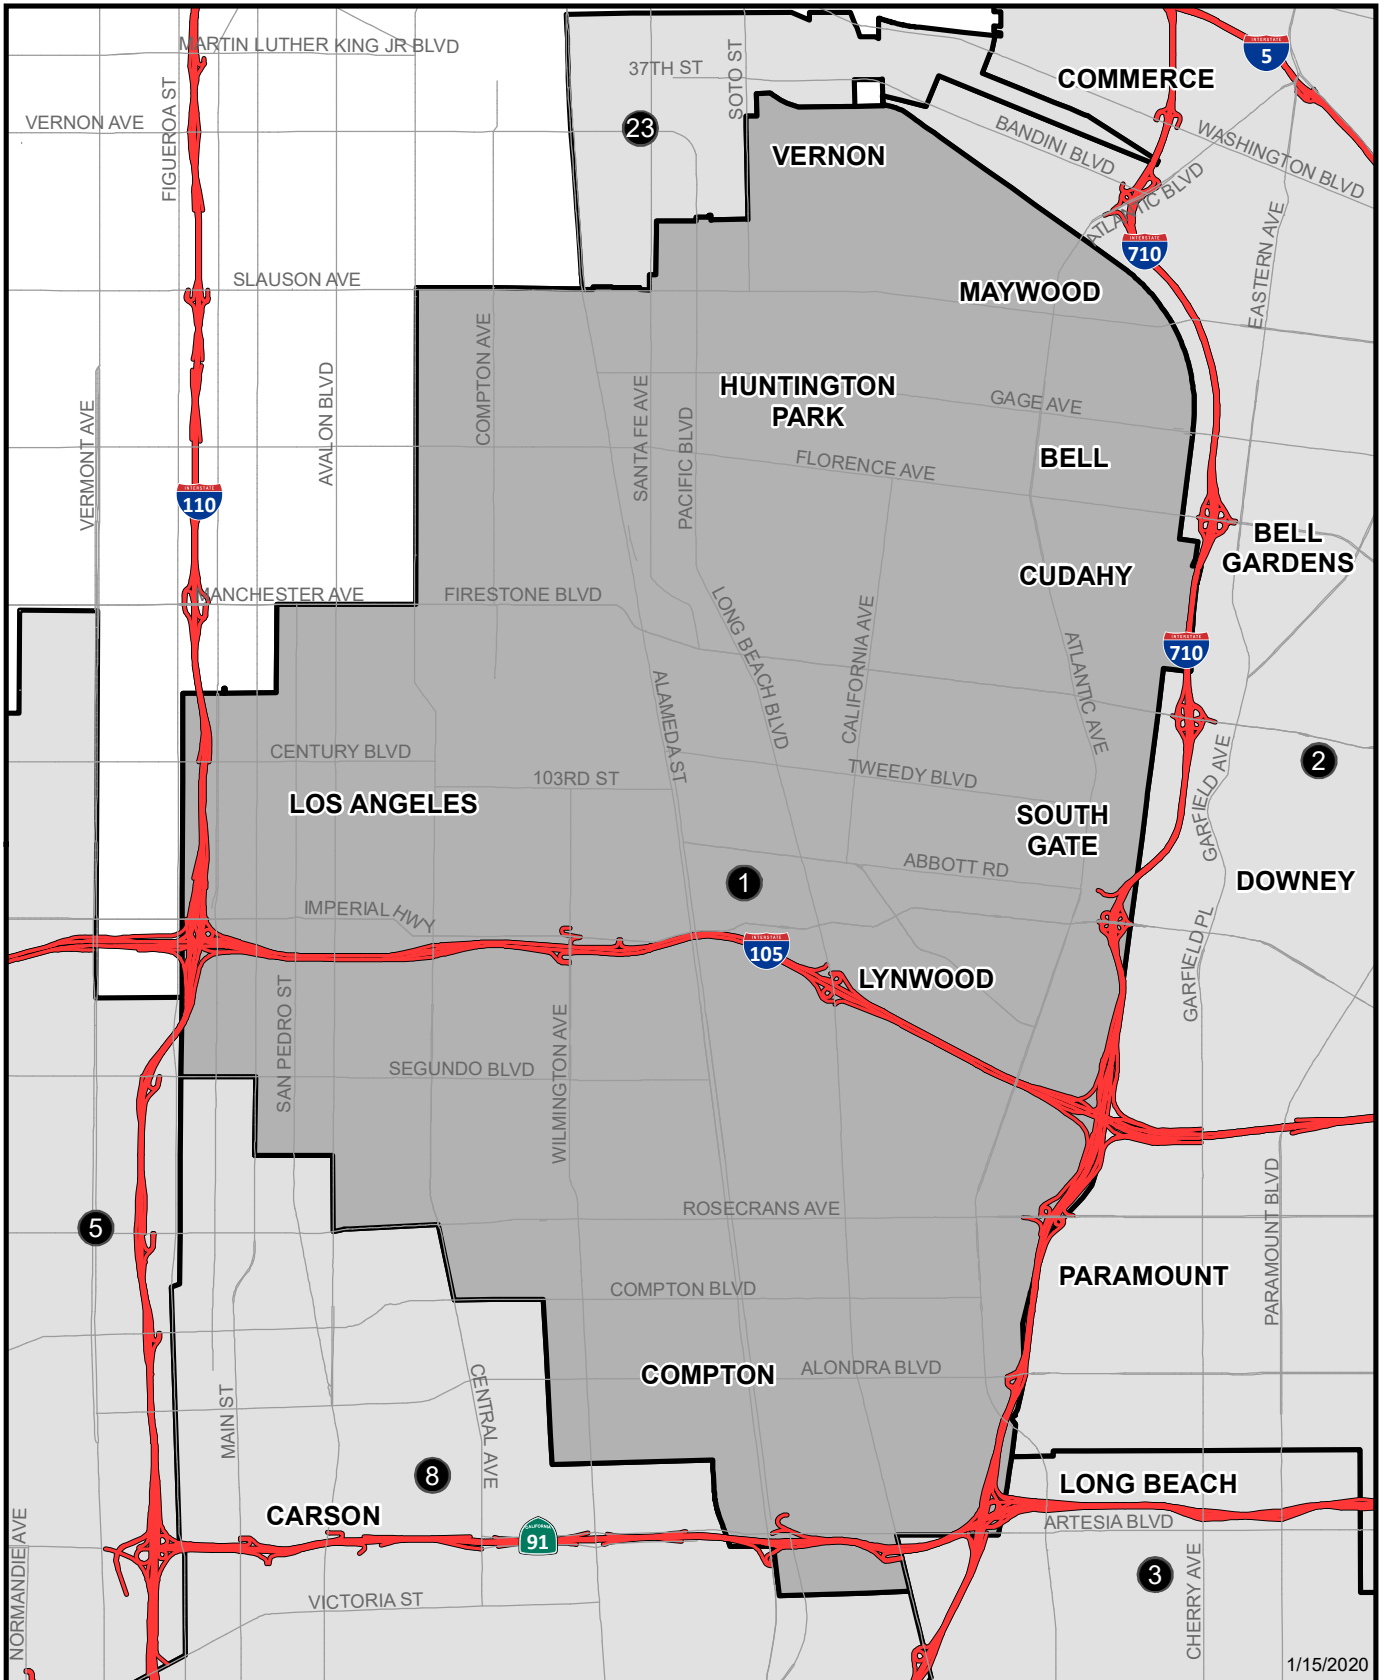 MARTIN LUTHER KING JR BLVD
INTERSTATE
5
37TH ST
SOTO ST
COMMERCE
FIGUEROA ST
VERNON AVE
23
BANDINI BLVD
WASHINGTON BLVD
VERNON
ATLANTIC BLVD
INTERSTATE
710
EASTERN AVE
SLAUSON AVE
MAYWOOD
COMPTON AVE
HUNTINGTON
PARK
AVALON BLVD
SANTA FE AVE
PACIFIC BLVD
GAGE AVE
VERMONT AVE
FLORENCE AVE
BELL
INTERSTATE
110
BELL
GARDENS
CUDAHY
MANCHESTER AVE
FIRESTONE BLVD
LONG BEACH BLVD
CALIFORNIA AVE
ATLANTIC AVE
INTERSTATE
710
ALAMEDA ST
CENTURY BLVD
103RD ST
TWEEDY BLVD
GARFIELD AVE
2
LOS ANGELES
SOUTH
GATE
ABBOTT RD
1
DOWNEY
IMPERIAL HWY
INTERSTATE
105
LYNWOOD
GARFIELD PL
SAN PEDRO ST
WILMINGTON AVE
SEGUNDO BLVD
5
ROSECRANS AVE
PARAMOUNT BLVD
PARAMOUNT
COMPTON BLVD
COMPTON
ALONDRA BLVD
MAIN ST
CENTRAL AVE
8
LONG BEACH
CARSON
CALIFORNIA
91
ARTESIA BLVD
NORMANDIE AVE
3
CHERRY AVE
VICTORIA ST
1/15/2020